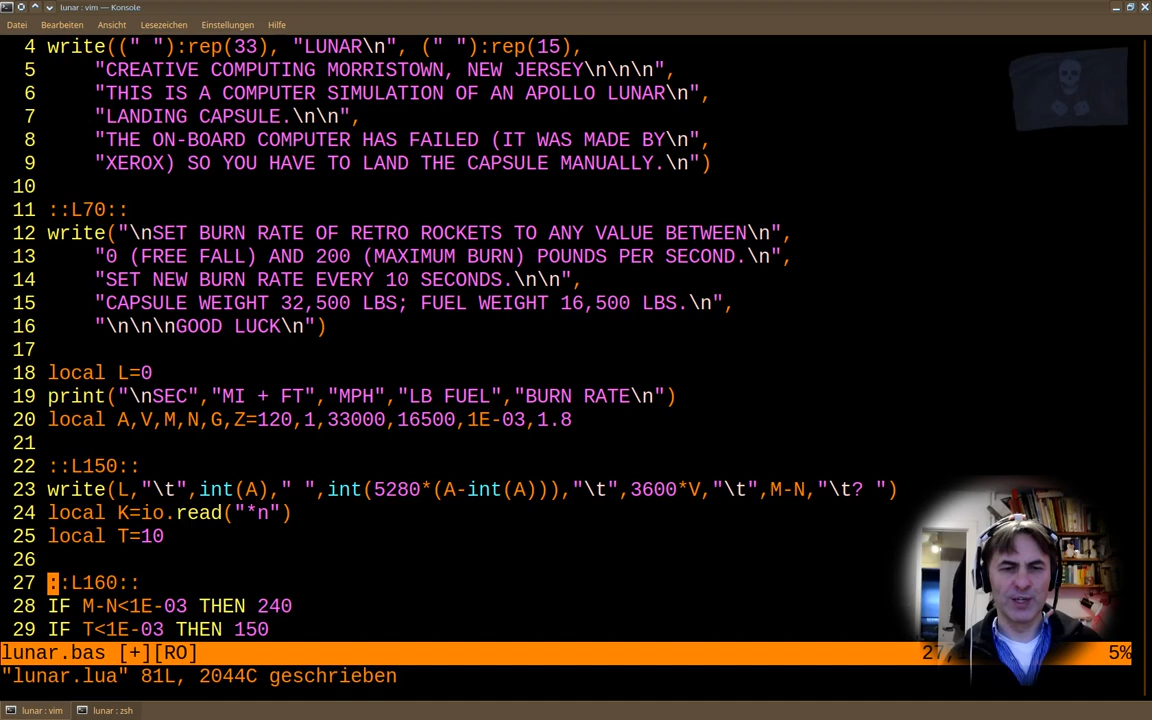 lunar : vim — Konsole
Datei Bearbeiten Ansicht Lesezeichen Einstellungen Hilfe
4 write((" "):rep(33), "LUNAR\n", (" "):rep(15),
5 "CREATIVE COMPUTING MORRISTOWN, NEW JERSEY\n\n\n",
6 "THIS IS A COMPUTER SIMULATION OF AN APOLLO LUNAR\n",
7 "LANDING CAPSULE.\n\n",
8 "THE ON-BOARD COMPUTER HAS FAILED (IT WAS MADE BY\n",
9 "XEROX) SO YOU HAVE TO LAND THE CAPSULE MANUALLY.\n")
10
11 ::L70::
12 write("\nSET BURN RATE OF RETRO ROCKETS TO ANY VALUE BETWEEN\n",
13 "0 (FREE FALL) AND 200 (MAXIMUM BURN) POUNDS PER SECOND.\n",
14 "SET NEW BURN RATE EVERY 10 SECONDS.\n\n",
15 "CAPSULE WEIGHT 32,500 LBS; FUEL WEIGHT 16,500 LBS.\n",
16 "\n\n\nGOOD LUCK\n")
17
18 local L=0
19 print("\nSEC","MI + FT","MPH","LB FUEL","BURN RATE\n")
20 local A,V,M,N,G,Z=120,1,33000,16500,1E-03,1.8
21
22 ::L150::
23 write(L,"\t",int(A)," ",int(5280*(A-int(A))),"\t",3600*V,"\t",M-N,"\t? ")
24 local K=io.read("*n")
25 local T=10
26
27 ::L160::
28 IF M-N<1E-03 THEN 240
29 IF T<1E-03 THEN 150
lunar.bas [+][RO] 27, 5%
"lunar.lua" 81L, 2044C geschrieben
lunar : vim lunar : zsh